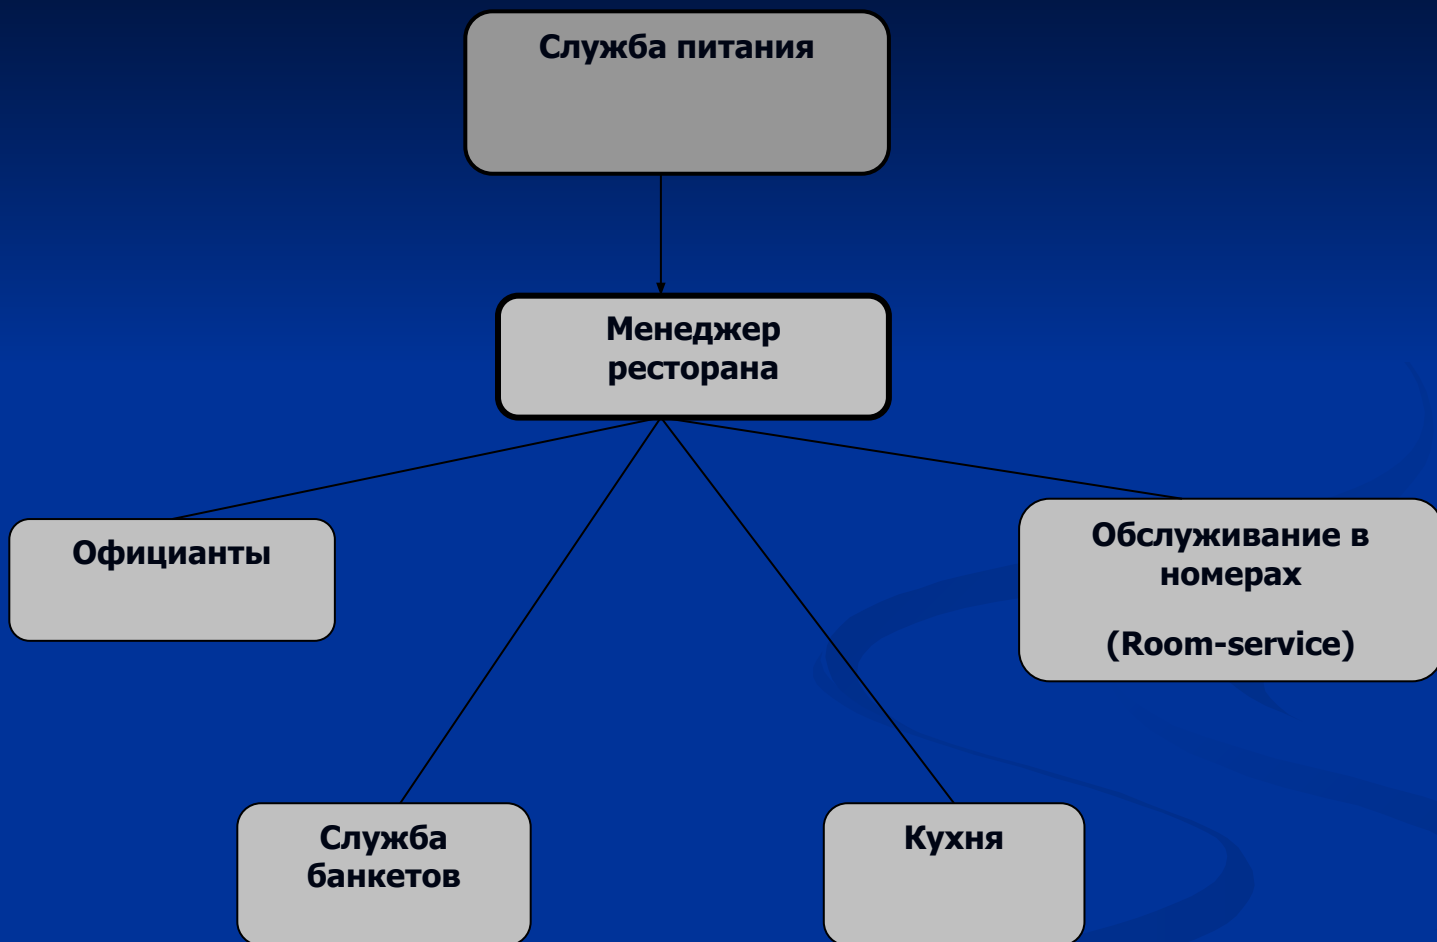 Служба питания
Менеджер
ресторана
Официанты
Обслуживание в
номерах
(Room-service)
Служба
банкетов
Кухня